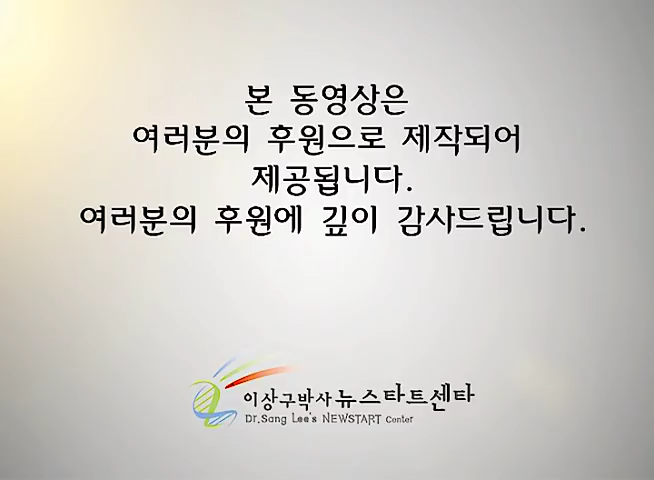 본 동영상은
여러분의 후원으로 제작되어
제공됩니다.
여러분의 후원에 깊이 감사드립니다.
이상구박사 뉴스타트센타
Dr.Sang Lee's NEWSTART Center